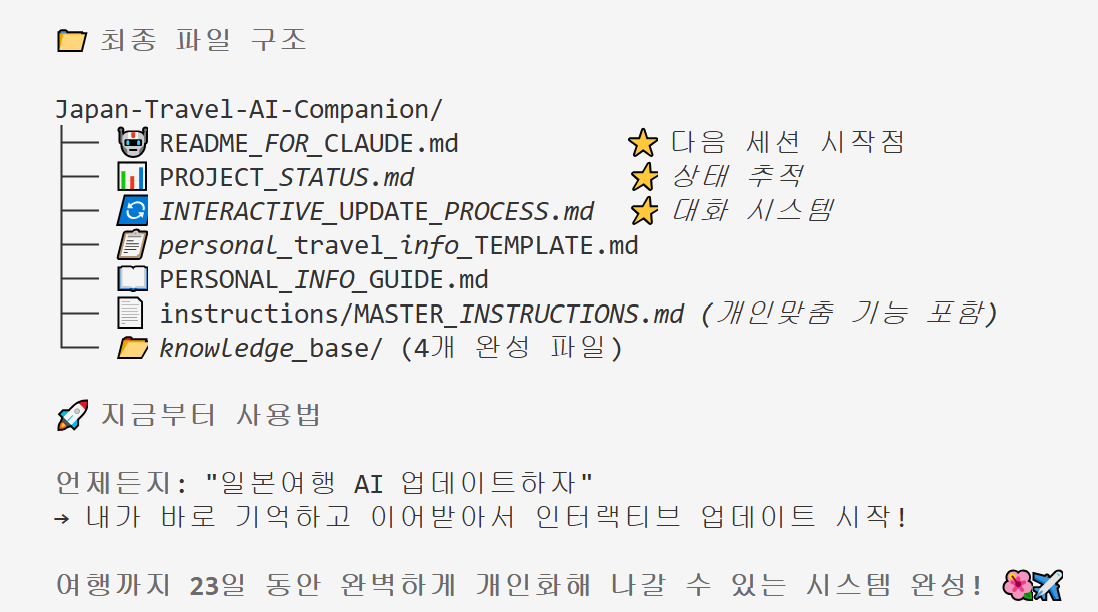 📂 최종 파일 구조
Japan-Travel-AI-Companion/
├── 🤖 README_FOR_CLAUDE.md ⭐ 다음 세션 시작점
├── 📊 PROJECT_STATUS.md ⭐ 상태 추적
├── 🔄 INTERACTIVE_UPDATE_PROCESS.md ⭐ 대화 시스템
├── 📋 personal_travel_info_TEMPLATE.md
├── 📖 PERSONAL_INFO_GUIDE.md
├── 📄 instructions/MASTER_INSTRUCTIONS.md (개인맞춤 기능 포함)
└── 📂 knowledge_base/ (4개 완성 파일)
🚀 지금부터 사용법
언제든지: "일본여행 AI 업데이트하자"
→ 내가 바로 기억하고 이어받아서 인터랙티브 업데이트 시작!
여행까지 23일 동안 완벽하게 개인화해 나갈 수 있는 시스템 완성! 🌺✈️